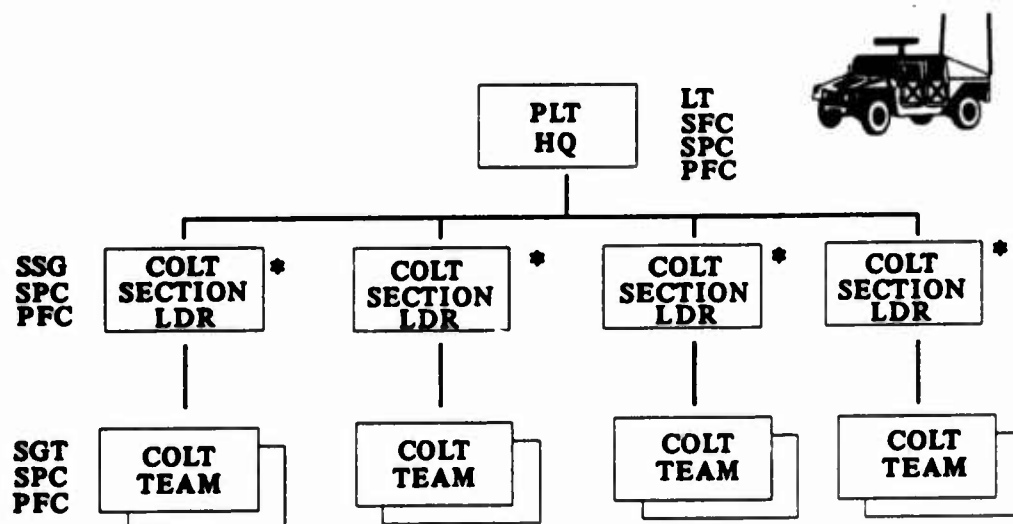 PLT
HQ
LT
SFC
SPC
PFC
SSG
SPC
PFC
COLT
SECTION
LDR
*
COLT
SECTION
LDR
*
COLT
SECTION
LDR
*
COLT
SECTION
LDR
*
SGT
SPC
PFC
COLT
TEAM
COLT
TEAM
COLT
TEAM
COLT
TEAM